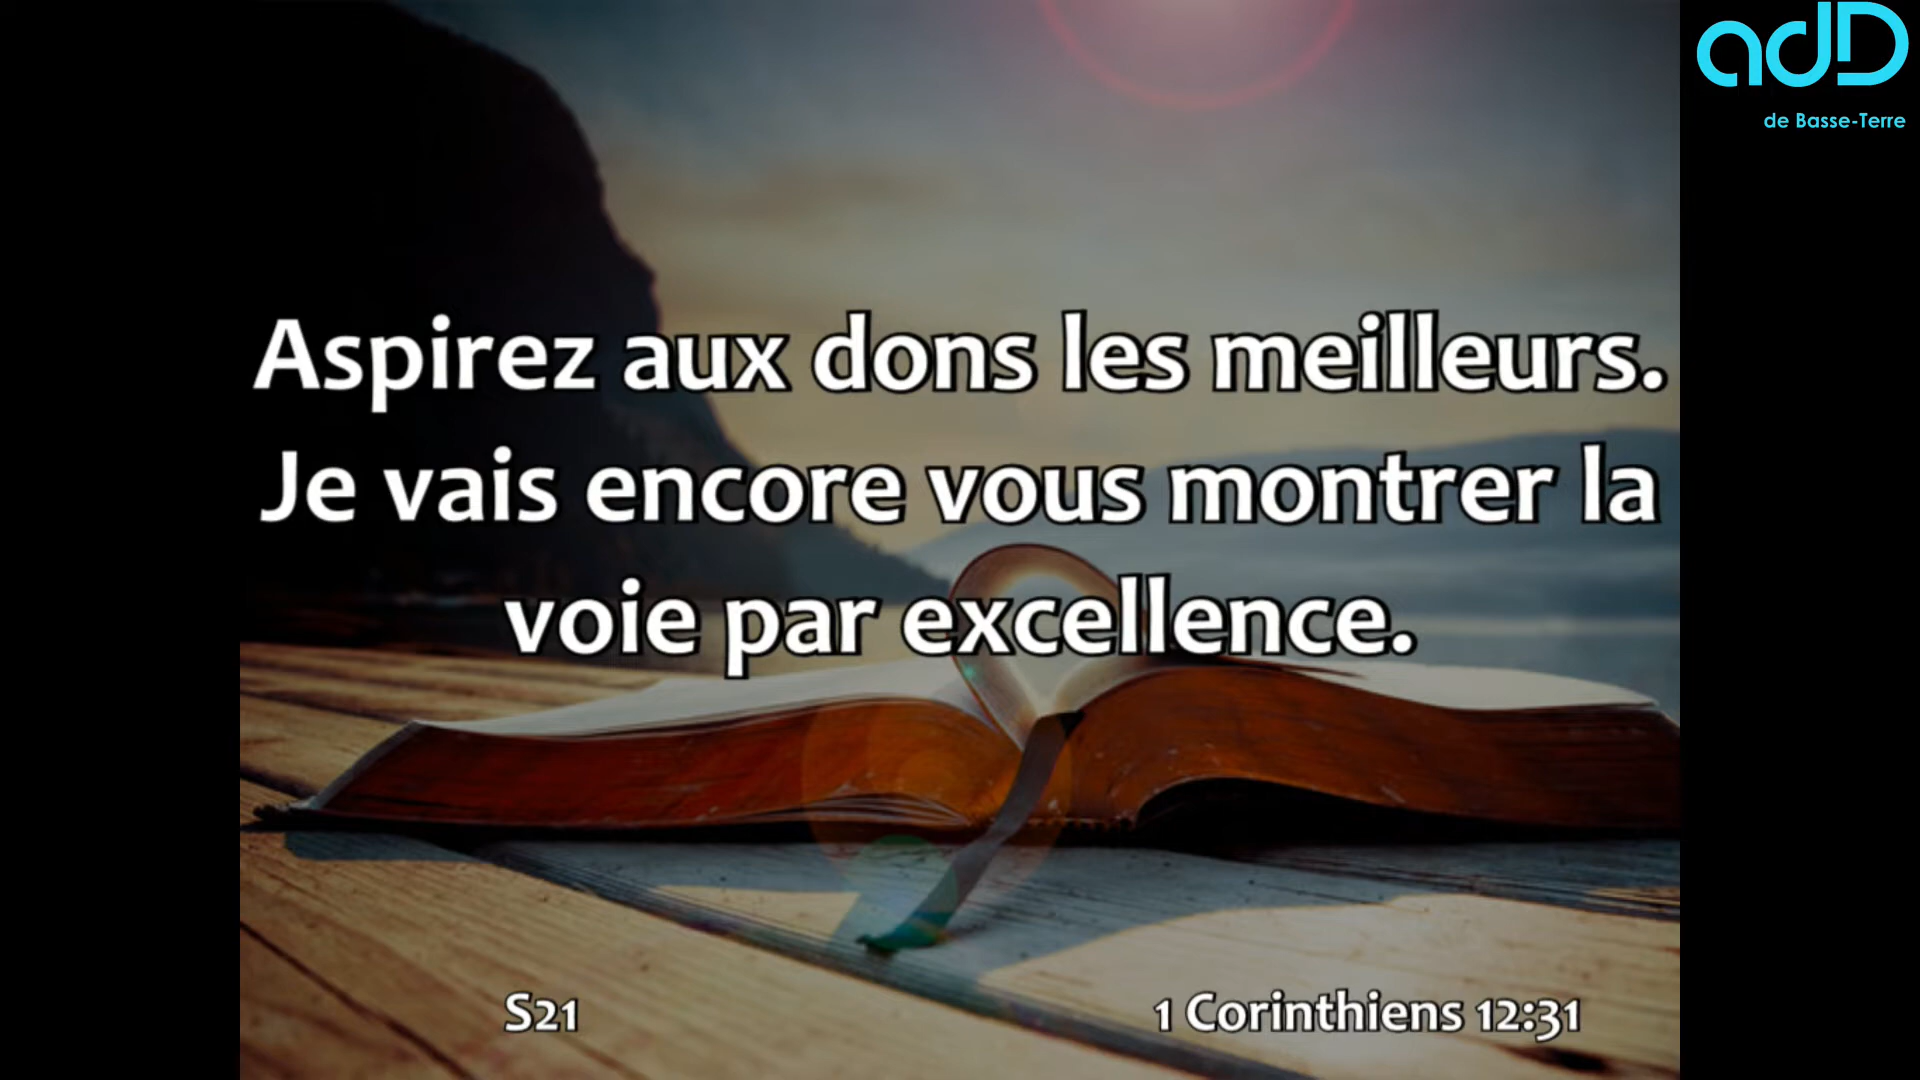 adD
de Basse-Terre
Aspirez aux dons les meilleurs.
Je vais encore vous montrer la
voie par excellence.
S21
1 Corinthiens 12:31